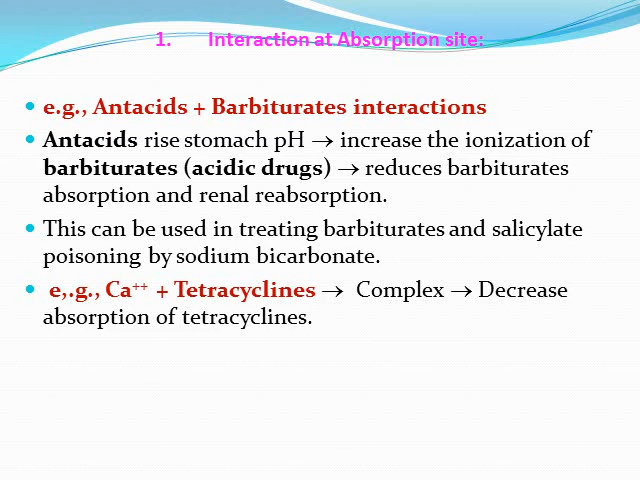 1. Interaction at Absorption site:
• e.g., Antacids + Barbiturates interactions
• Antacids rise stomach pH → increase the ionization of
barbiturates (acidic drugs) → reduces barbiturates
absorption and renal reabsorption.
• This can be used in treating barbiturates and salicylate
poisoning by sodium bicarbonate.
• e,.g., Ca⁺⁺ + Tetracyclines → Complex → Decrease
absorption of tetracyclines.